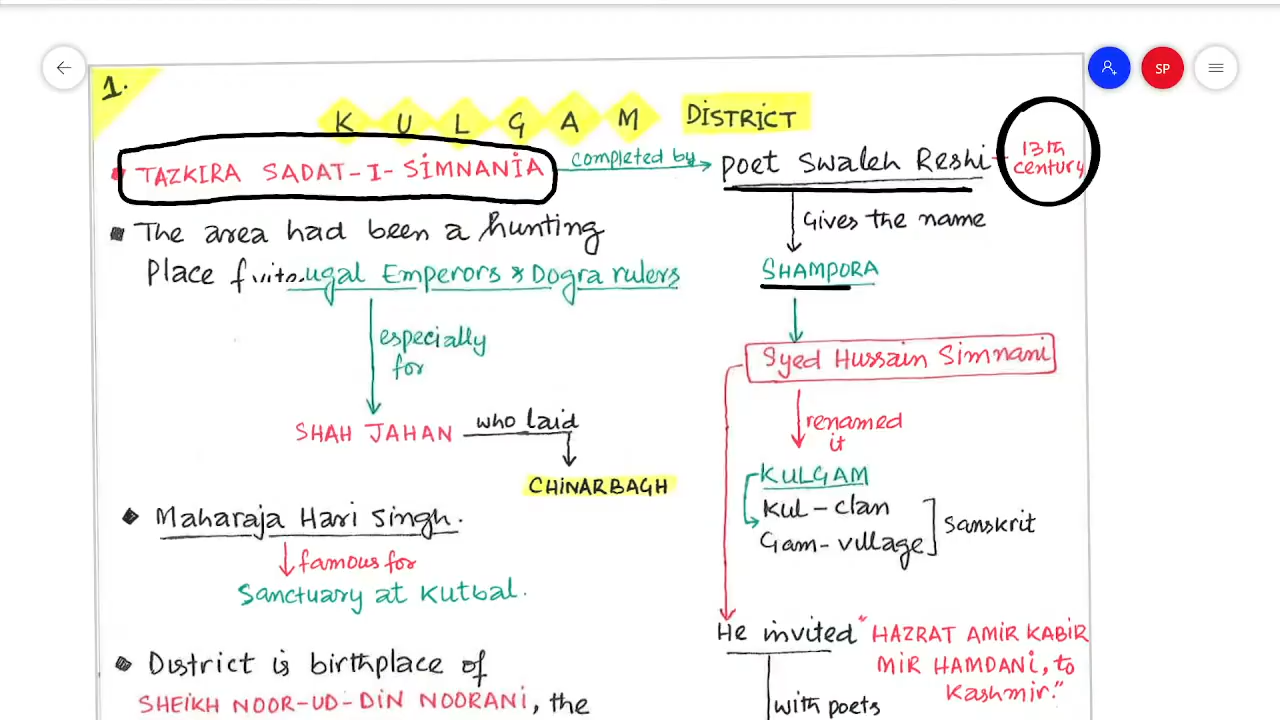 SP
1.
KULGAM DISTRICT
TAZKIRA SADAT-I-SIMNANIA
completed by
Poet Swaleh Reshi
13th
century
Gives the name
SHAMPORA
Syed Hussain Simnani
renamed
it
KULGAM
Kul - clan
Gam - village
Sanskrit
He invited "HAZRAT AMIR KABIR
MIR HAMDANI, to
Kashmir."
with poets
The area had been a hunting
Place ugal Emperors & Dogra rulers
especially
for
SHAH JAHAN
who laid
CHINARBAGH
Maharaja Hari Singh.
famous for
Sanctuary at Kutbal.
District is birthplace of
SHEIKH NOOR-UD-DIN NOORANI, the